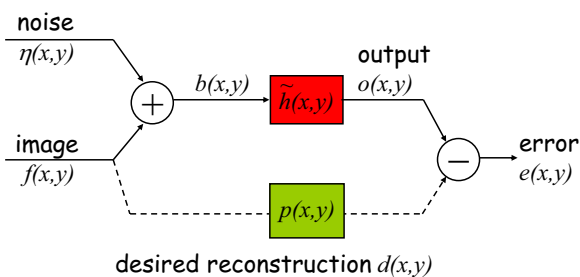 noise
η(x,y)
+
b(x,y)
h̃(x,y)
output
o(x,y)
image
f(x,y)
−
error
e(x,y)
p(x,y)
desired reconstruction d(x,y)